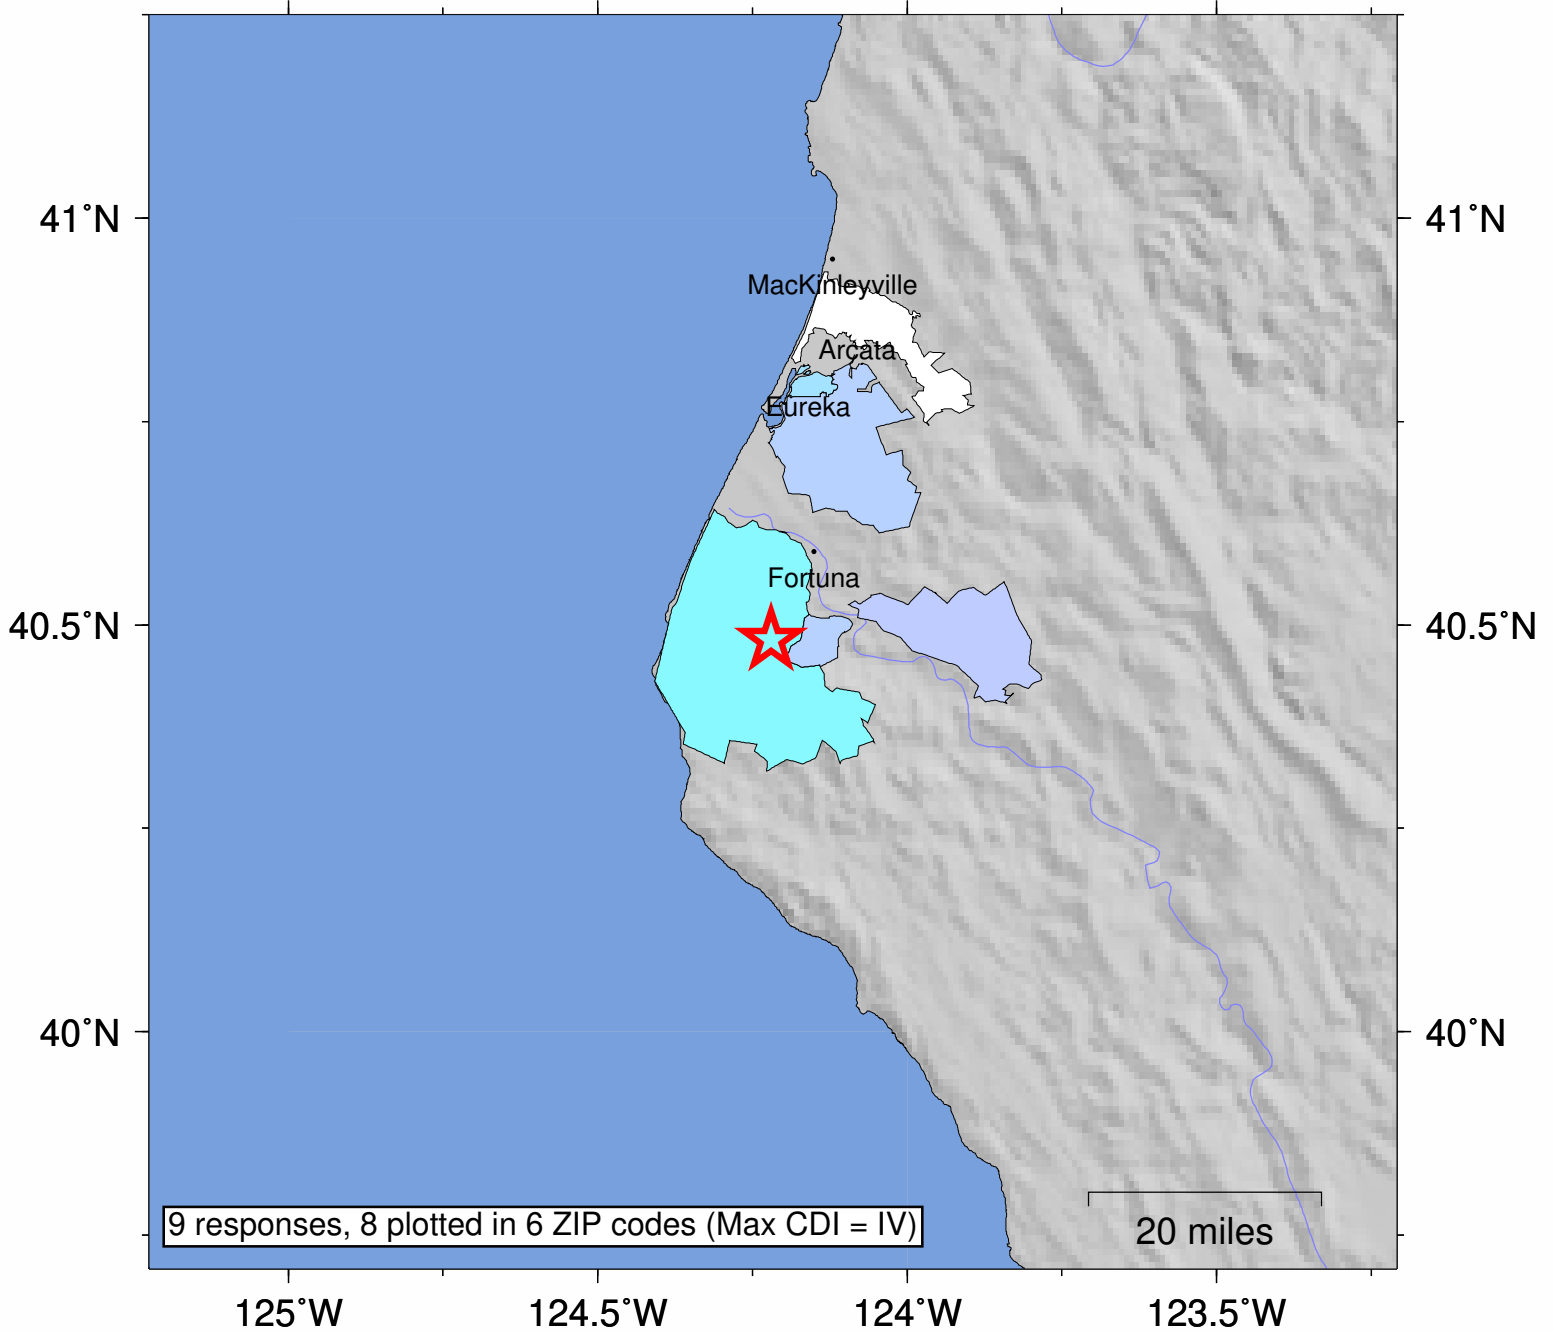 41°N
41°N
MacKinleyville
Arcata
Eureka
Fortuna
40.5°N
40.5°N
40°N
40°N
9 responses, 8 plotted in 6 ZIP codes (Max CDI = IV)
20 miles
125°W
124.5°W
124°W
123.5°W